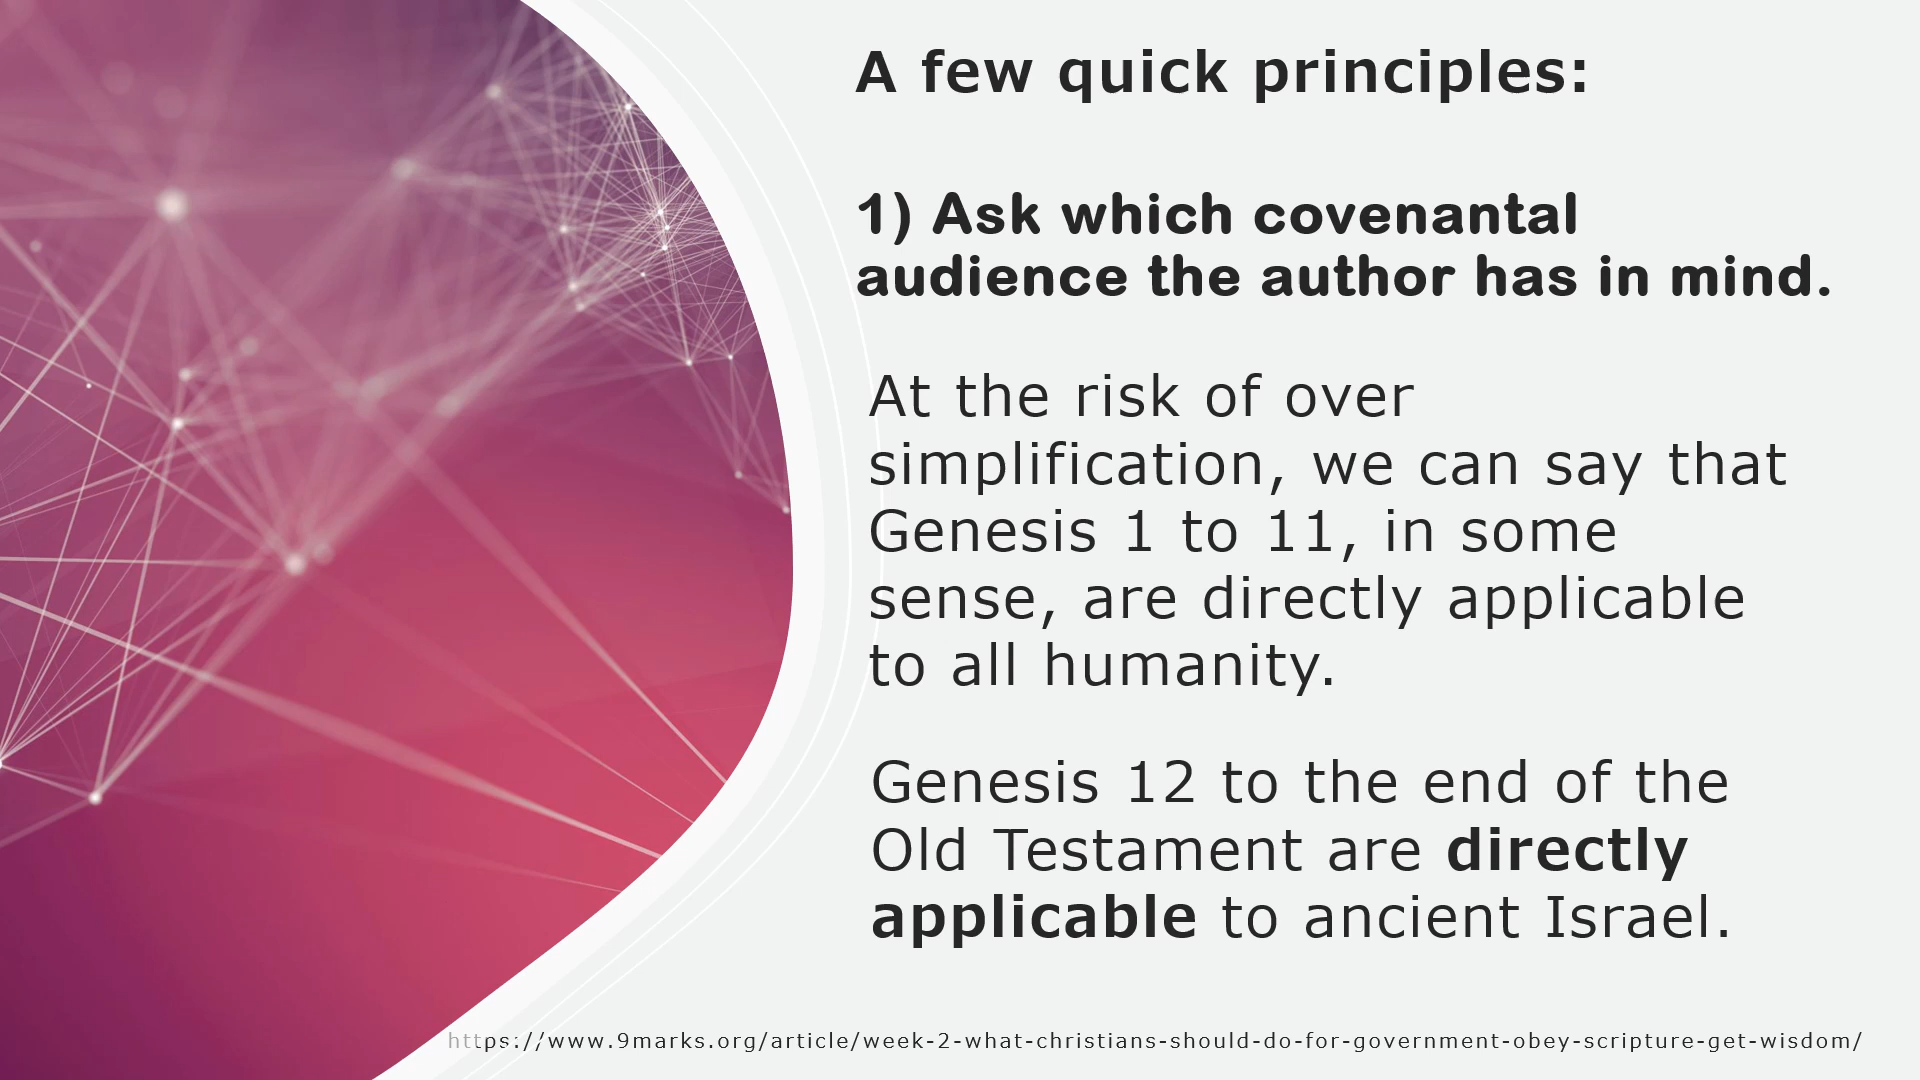 A few quick principles:
1) Ask which covenantal
audience the author has in mind.
At the risk of over
simplification, we can say that
Genesis 1 to 11, in some
sense, are directly applicable
to all humanity.
Genesis 12 to the end of the
Old Testament are directly
applicable to ancient Israel.
https://www.9marks.org/article/week-2-what-christians-should-do-for-government-obey-scripture-get-wisdom/